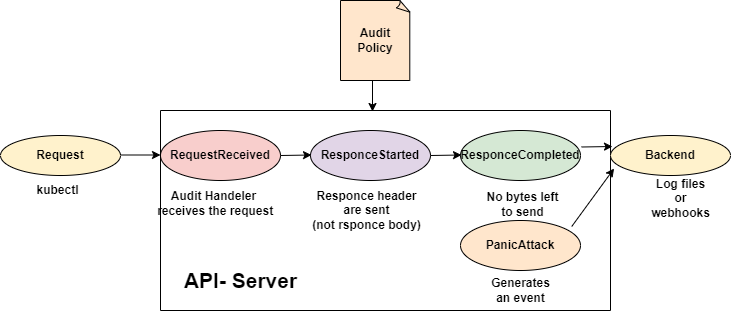 Audit
Policy
Request
RequestReceived
ResponceStarted
ResponceCompleted
Backend
kubectl
Audit Handeler
receives the request
Responce header
are sent
(not rsponce body)
No bytes left
to send
Log files
or
webhooks
PanicAttack
Generates
an event
API- Server